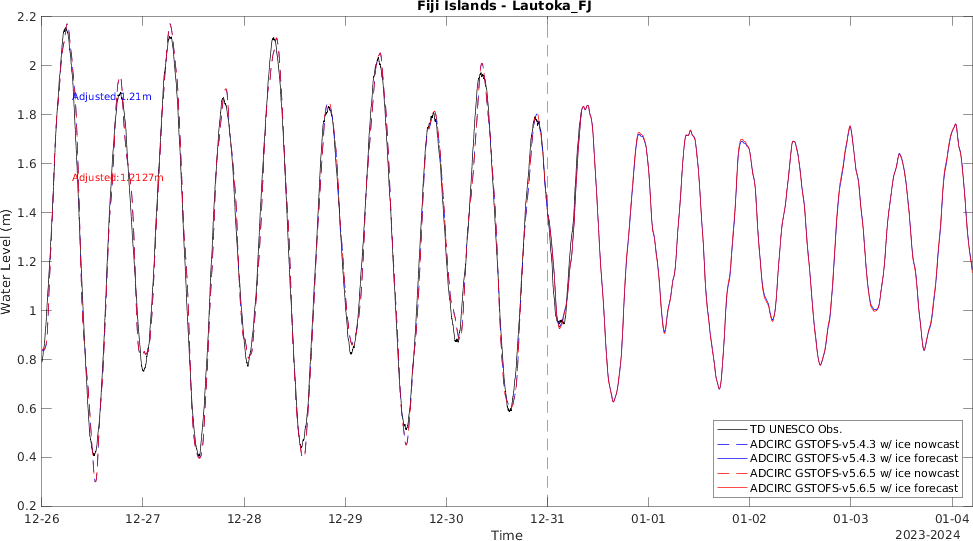 Fiji Islands - Lautoka_FJ
2.2
2
1.8
1.6
1.4
1.2
1
0.8
0.6
0.4
0.2
Water Level (m)
Adjusted:1.21m
Adjusted:1.2127m
TD UNESCO Obs.
ADCIRC GSTOFS-v5.4.3 w/ ice nowcast
ADCIRC GSTOFS-v5.4.3 w/ ice forecast
ADCIRC GSTOFS-v5.6.5 w/ ice nowcast
ADCIRC GSTOFS-v5.6.5 w/ ice forecast
12-26 12-27 12-28 12-29 12-30 12-31 01-01 01-02 01-03 01-04
Time
2023-2024